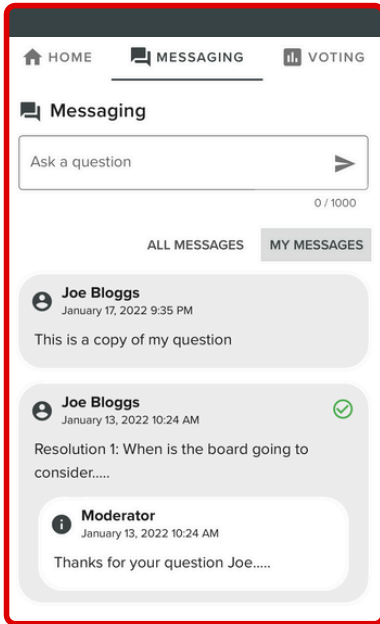 HOME MESSAGING VOTING
Messaging
Ask a question
0 / 1000
ALL MESSAGES MY MESSAGES
Joe Bloggs
January 17, 2022 9:35 PM
This is a copy of my question
Joe Bloggs
January 13, 2022 10:24 AM
Resolution 1: When is the board going to
consider.....
Moderator
January 13, 2022 10:24 AM
Thanks for your question Joe.....